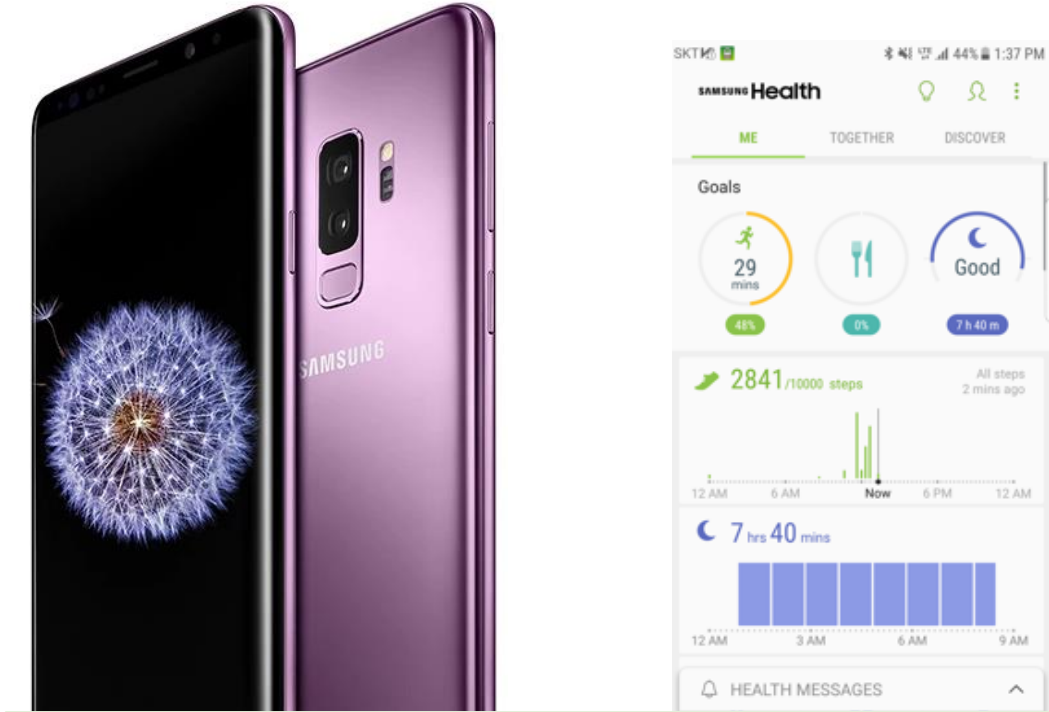 SAMSUNG
SKT 44% 1:37 PM
SAMSUNG Health
ME TOGETHER DISCOVER
Goals
29
mins
Good
48% 0% 7 h 40 m
2841/10000 steps
All steps
2 mins ago
12 AM 6 AM Now 6 PM 12 AM
7 hrs 40 mins
12 AM 3 AM 6 AM 9 AM
HEALTH MESSAGES